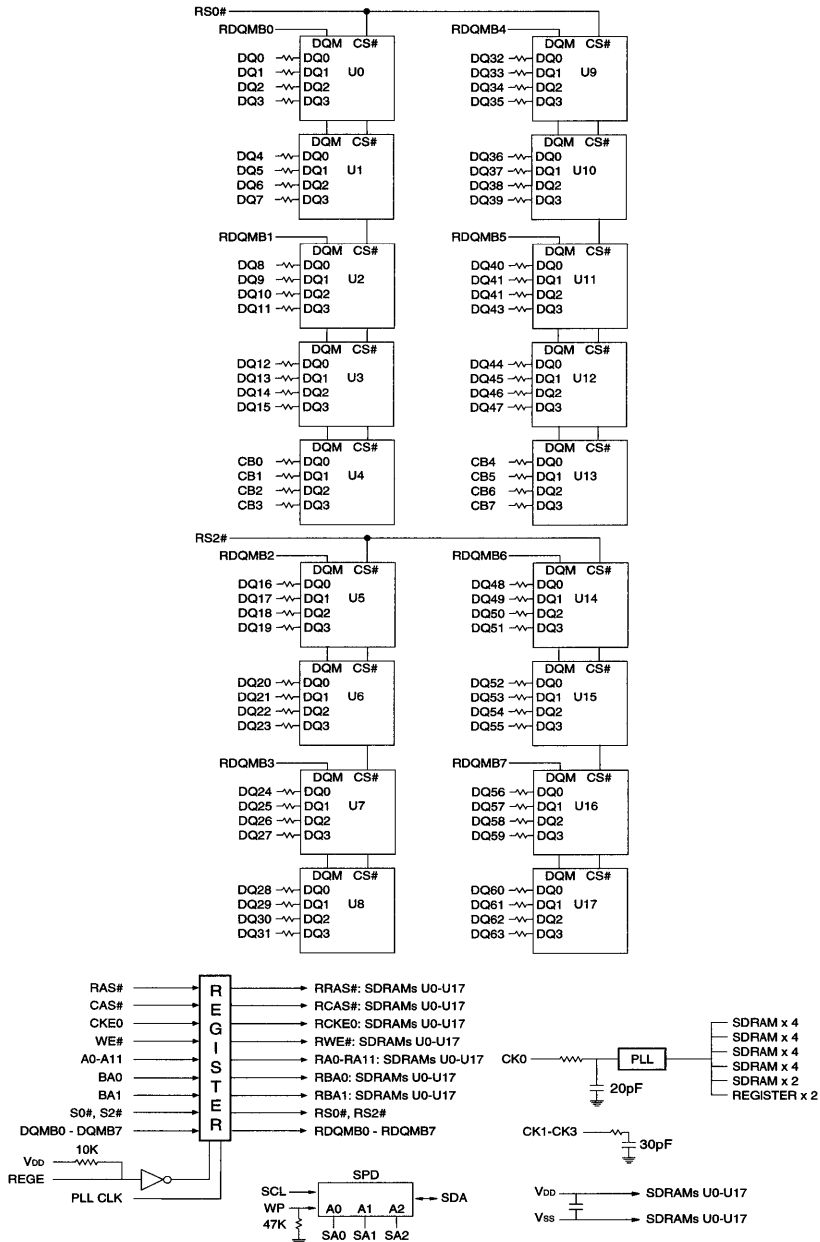 RS0#
RDQMB0
DQM CS#
DQ0 DQ0
DQ1 DQ1 U0
DQ2 DQ2
DQ3 DQ3
DQM CS#
DQ4 DQ0
DQ5 DQ1 U1
DQ6 DQ2
DQ7 DQ3
RDQMB1
DQM CS#
DQ8 DQ0
DQ9 DQ1 U2
DQ10 DQ2
DQ11 DQ3
DQM CS#
DQ12 DQ0
DQ13 DQ1 U3
DQ14 DQ2
DQ15 DQ3
DQM CS#
CB0 DQ0
CB1 DQ1 U4
CB2 DQ2
CB3 DQ3
RDQMB4
DQM CS#
DQ32 DQ0
DQ33 DQ1 U9
DQ34 DQ2
DQ35 DQ3
DQM CS#
DQ36 DQ0
DQ37 DQ1 U10
DQ38 DQ2
DQ39 DQ3
RDQMB5
DQM CS#
DQ40 DQ0
DQ41 DQ1 U11
DQ41 DQ2
DQ43 DQ3
DQM CS#
DQ44 DQ0
DQ45 DQ1 U12
DQ46 DQ2
DQ47 DQ3
DQM CS#
CB4 DQ0
CB5 DQ1 U13
CB6 DQ2
CB7 DQ3
RS2#
RDQMB2
DQM CS#
DQ16 DQ0
DQ17 DQ1 U5
DQ18 DQ2
DQ19 DQ3
DQM CS#
DQ20 DQ0
DQ21 DQ1 U6
DQ22 DQ2
DQ23 DQ3
RDQMB3
DQM CS#
DQ24 DQ0
DQ25 DQ1 U7
DQ26 DQ2
DQ27 DQ3
DQM CS#
DQ28 DQ0
DQ29 DQ1 U8
DQ30 DQ2
DQ31 DQ3
RDQMB6
DQM CS#
DQ48 DQ0
DQ49 DQ1 U14
DQ50 DQ2
DQ51 DQ3
DQM CS#
DQ52 DQ0
DQ53 DQ1 U15
DQ54 DQ2
DQ55 DQ3
RDQMB7
DQM CS#
DQ56 DQ0
DQ57 DQ1 U16
DQ58 DQ2
DQ59 DQ3
DQM CS#
DQ60 DQ0
DQ61 DQ1 U17
DQ62 DQ2
DQ63 DQ3
REGISTER
RAS# RRAS#: SDRAMs U0-U17
CAS# RCAS#: SDRAMs U0-U17
CKE0 RCKE0: SDRAMs U0-U17
WE# RWE#: SDRAMs U0-U17
A0-A11 RA0-RA11: SDRAMs U0-U17
BA0 RBA0: SDRAMs U0-U17
BA1 RBA1: SDRAMs U0-U17
S0#, S2# RS0#, RS2#
DQMB0 - DQMB7 RDQMB0 - RDQMB7
VDD 10K
REGE
PLL CLK
SPD
SCL
WP A0 A1 A2 SDA
47K
SA0 SA1 SA2
CK0 PLL
20pF
SDRAM x 4
SDRAM x 4
SDRAM x 4
SDRAM x 4
SDRAM x 2
REGISTER x 2
CK1-CK3
30pF
VDD SDRAMs U0-U17
VSS SDRAMs U0-U17